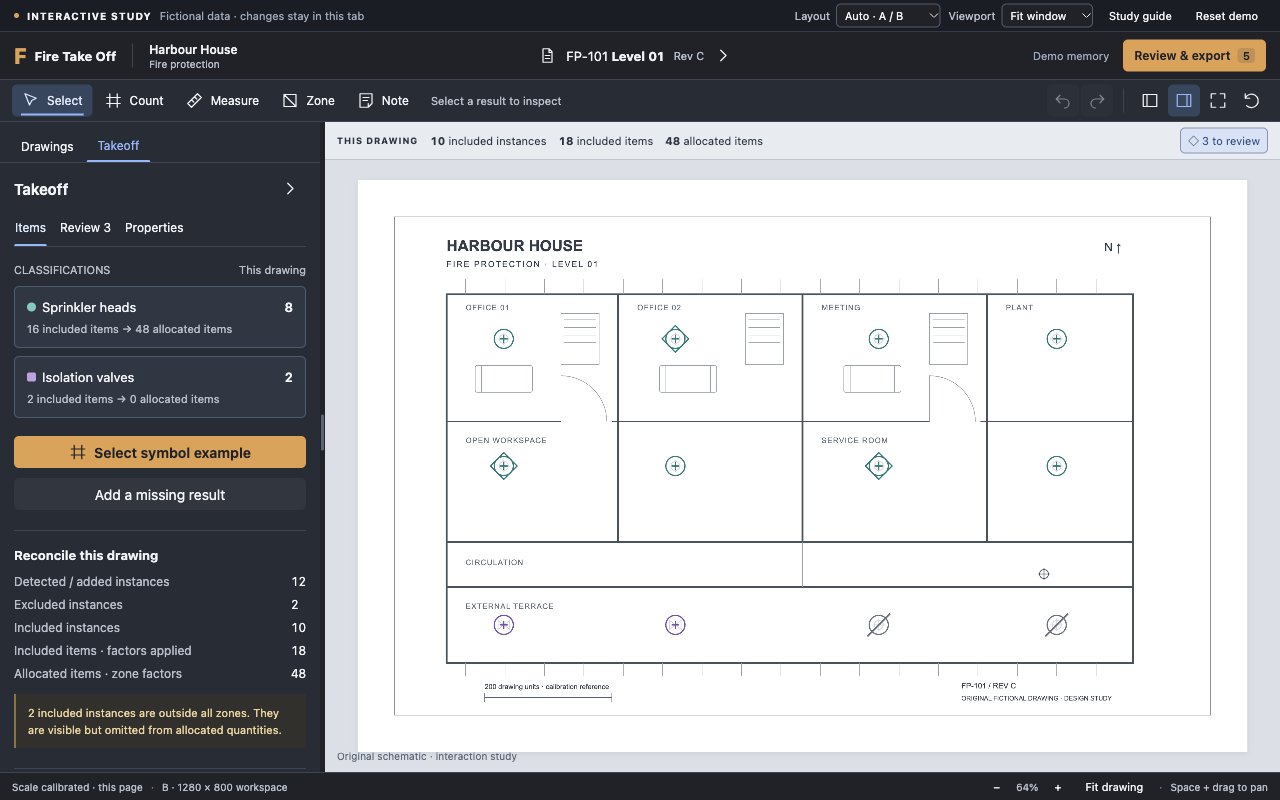 INTERACTIVE STUDY Fictional data · changes stay in this tab
Layout Auto · A / B Viewport Fit window Study guide Reset demo
F Fire Take Off Harbour House
Fire protection
FP-101 Level 01 Rev C
Demo memory Review & export 5
Select Count Measure Zone Note Select a result to inspect
Drawings Takeoff
THIS DRAWING 10 included instances 18 included items 48 allocated items 3 to review
Takeoff
Items Review 3 Properties
CLASSIFICATIONS This drawing
Sprinkler heads 8
16 included items → 48 allocated items
Isolation valves 2
2 included items → 0 allocated items
Select symbol example
Add a missing result
Reconcile this drawing
Detected / added instances 12
Excluded instances 2
Included instances 10
Included items · factors applied 18
Allocated items · zone factors 48
2 included instances are outside all zones. They
are visible but omitted from allocated quantities.
HARBOUR HOUSE
FIRE PROTECTION · LEVEL 01
N ↑
OFFICE 01 OFFICE 02 MEETING PLANT
OPEN WORKSPACE SERVICE ROOM
CIRCULATION
EXTERNAL TERRACE
200 drawing units · calibration reference
FP-101 / REV C
ORIGINAL FICTIONAL DRAWING · DESIGN STUDY
Original schematic · interaction study
Scale calibrated · this page · B · 1280 × 800 workspace
− 64% + Fit drawing · Space + drag to pan